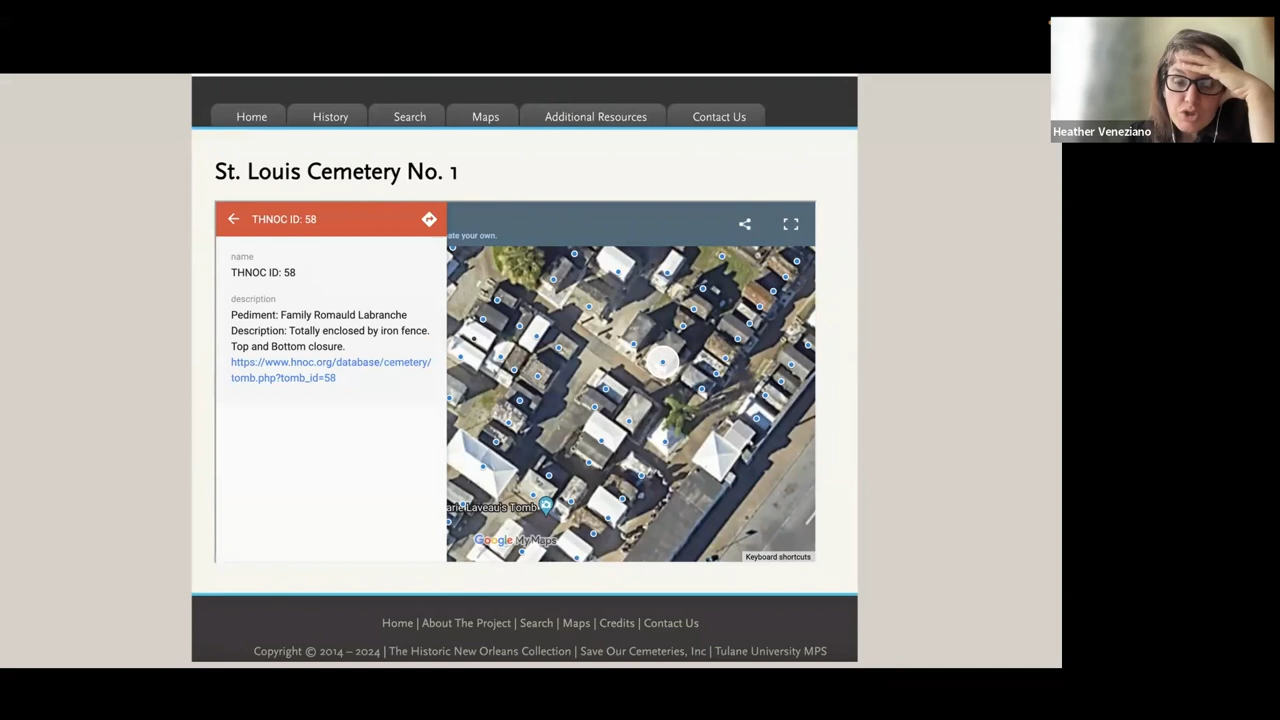 Home
History
Search
Maps
Additional Resources
Contact Us
Heather Veneziano
St. Louis Cemetery No. 1
THNOC ID: 58
ate your own.
name
THNOC ID: 58
description
Pediment: Family Romauld Labranche
Description: Totally enclosed by iron fence.
Top and Bottom closure.
https://www.hnoc.org/database/cemetery/
tomb.php?tomb_id=58
arie Laveau's Tomb
Google My Maps
Keyboard shortcuts
Home | About The Project | Search | Maps | Credits | Contact Us
Copyright © 2014 – 2024 | The Historic New Orleans Collection | Save Our Cemeteries, Inc | Tulane University MPS